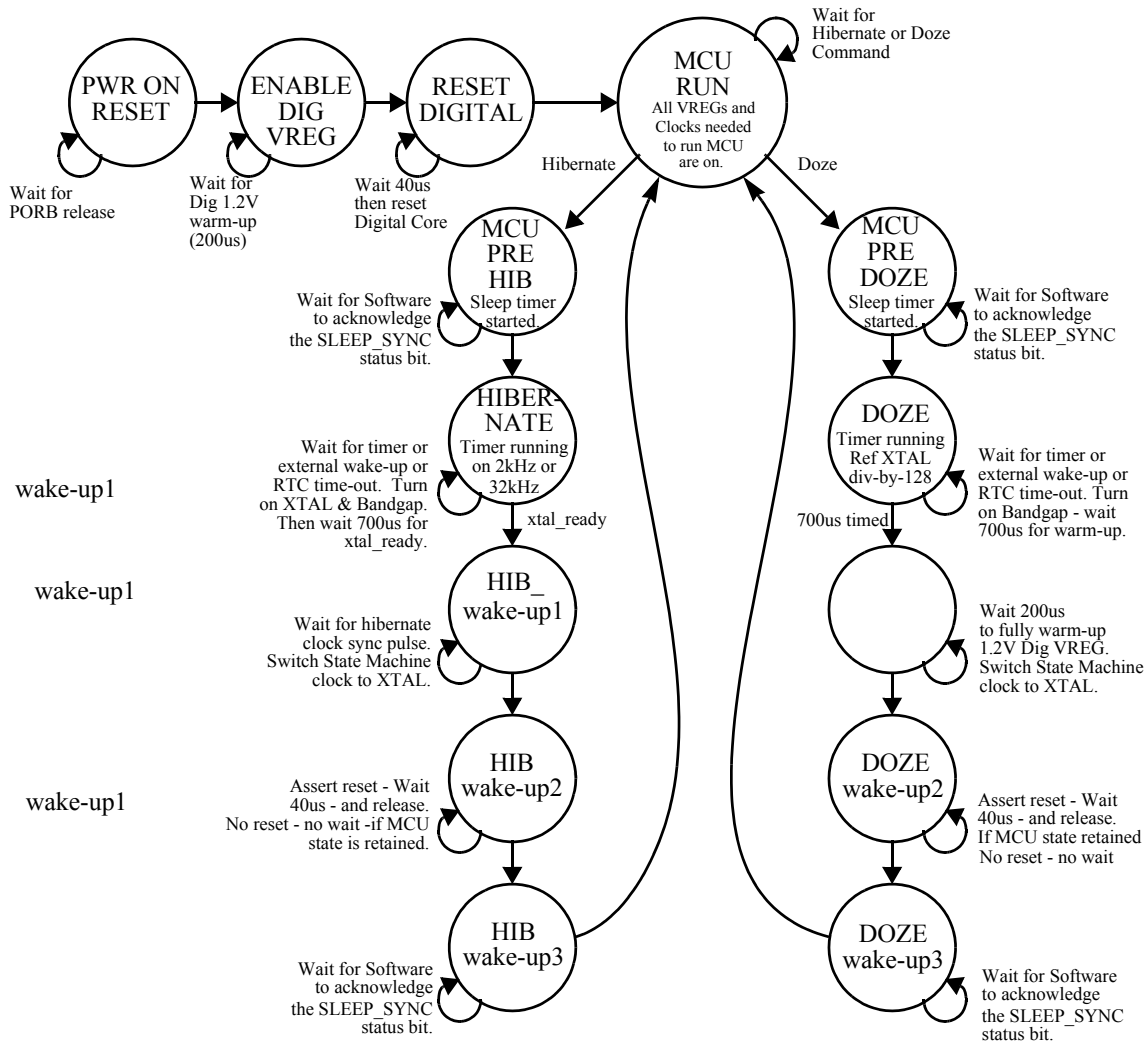 Wait for
Hibernate or Doze
Command
PWR ON
RESET
ENABLE
DIG
VREG
RESET
DIGITAL
MCU
RUN
All VREGs and
Clocks needed
to run MCU
are on.
Wait for
PORB release
Wait for
Dig 1.2V
warm-up
(200us)
Wait 40us
then reset
Digital Core
Hibernate
Doze
MCU
PRE
HIB
Sleep timer
started.
Wait for Software
to acknowledge
the SLEEP_SYNC
status bit.
MCU
PRE
DOZE
Sleep timer
started.
Wait for Software
to acknowledge
the SLEEP_SYNC
status bit.
HIBER-
NATE
Timer running
on 2kHz or
32kHz
Wait for timer or
external wake-up or
RTC time-out. Turn
on XTAL & Bandgap.
Then wait 700us for
xtal_ready.
wake-up1
xtal_ready
DOZE
Timer running
Ref XTAL
div-by-128
Wait for timer or
external wake-up or
RTC time-out. Turn
on Bandgap - wait
700us for warm-up.
700us timed
wake-up1
HIB_
wake-up1
Wait for hibernate
clock sync pulse.
Switch State Machine
clock to XTAL.
Wait 200us
to fully warm-up
1.2V Dig VREG.
Switch State Machine
clock to XTAL.
wake-up1
HIB
wake-up2
Assert reset - Wait
40us - and release.
No reset - no wait -if MCU
state is retained.
DOZE
wake-up2
Assert reset - Wait
40us - and release.
If MCU state retained
No reset - no wait
HIB
wake-up3
Wait for Software
to acknowledge
the SLEEP_SYNC
status bit.
DOZE
wake-up3
Wait for Software
to acknowledge
the SLEEP_SYNC
status bit.